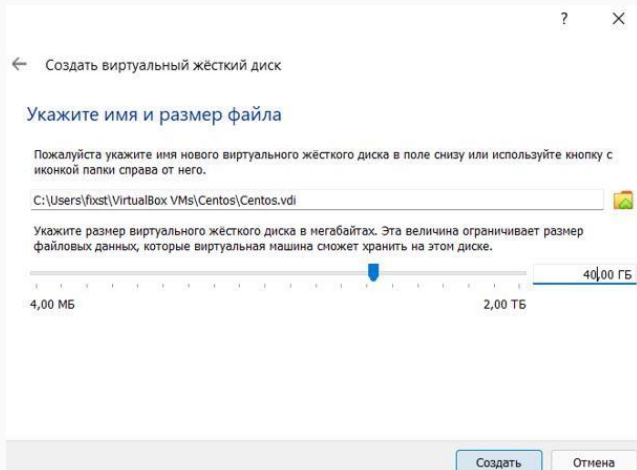 ?
Создать виртуальный жёсткий диск
Укажите имя и размер файла
Пожалуйста укажите имя нового виртуального жёсткого диска в поле снизу или используйте кнопку с
иконкой папки справа от него.
C:\Users\fixst\VirtualBox VMs\Centos\Centos.vdi
Укажите размер виртуального жёсткого диска в мегабайтах. Эта величина ограничивает размер
файловых данных, которые виртуальная машина сможет хранить на этом диске.
40,00 ГБ
4,00 МБ 2,00 ТБ
Создать Отмена